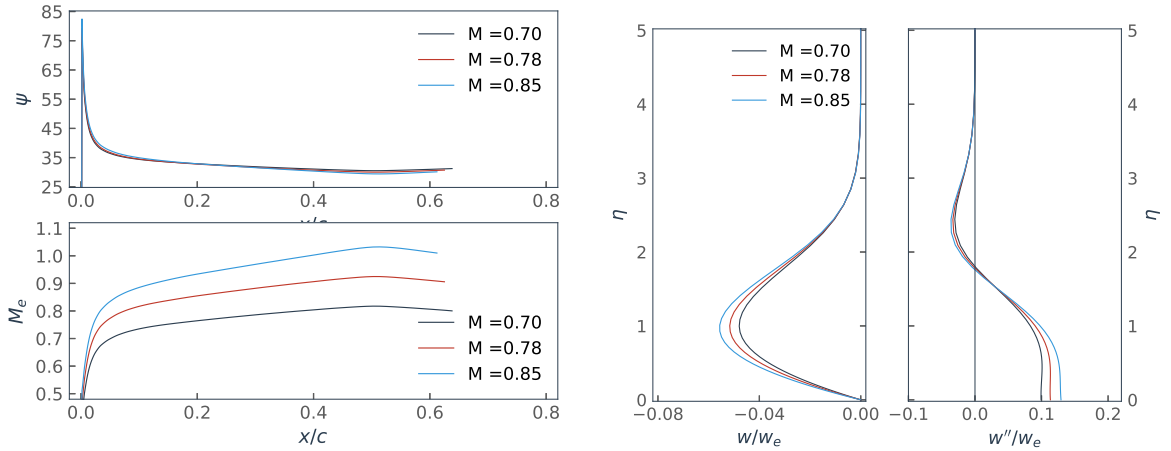 85
75
65
55
45
35
25
ψ
M =0.70
M =0.78
M =0.85
0.0 0.2 0.4 0.6 0.8
x/c
1.1
1.0
0.9
0.8
0.7
0.6
0.5
M_e
M =0.70
M =0.78
M =0.85
0.0 0.2 0.4 0.6 0.8
x/c
5
4
3
2
1
0
η
M =0.70
M =0.78
M =0.85
−0.08 −0.04 0.00
w/w_e
−0.1 0.0 0.1 0.2
w''/w_e
5
4
3
2
1
0
η